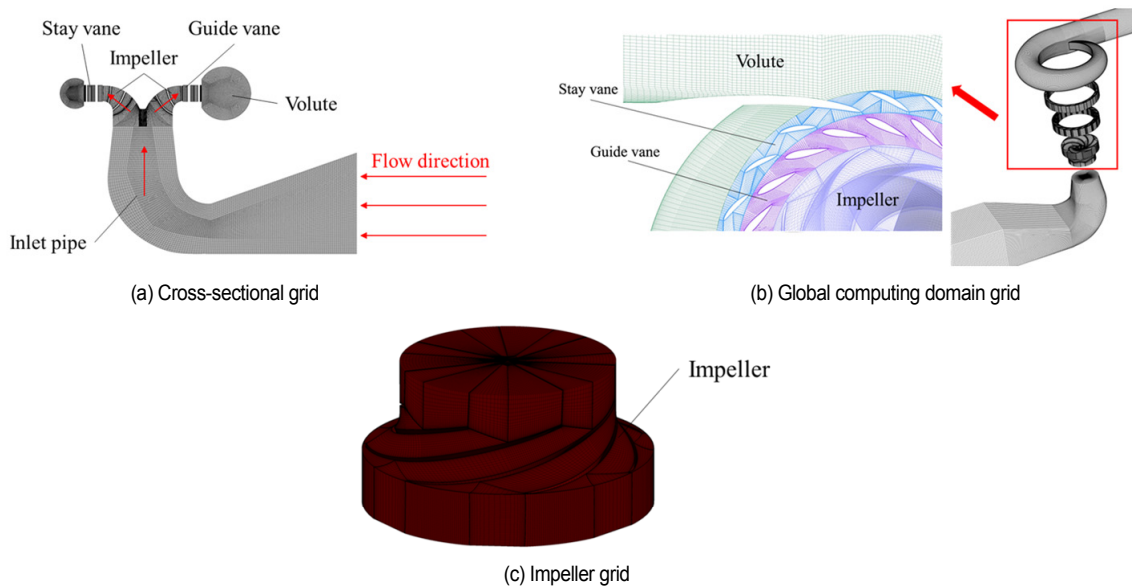 Stay vane
Guide vane
Impeller
Volute
Flow direction
Inlet pipe
(a) Cross-sectional grid
Volute
Stay vane
Guide vane
Impeller
(b) Global computing domain grid
Impeller
(c) Impeller grid